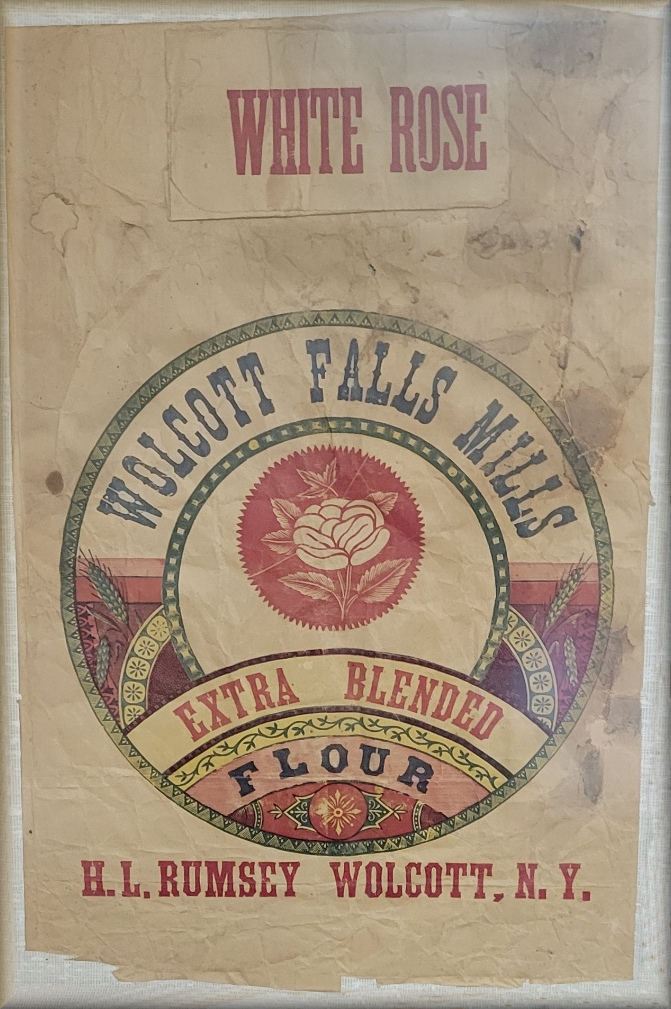 WHITE ROSE
WOLCOTT FALLS MILLS
EXTRA BLENDED
FLOUR
H. L. RUMSEY WOLCOTT, N. Y.